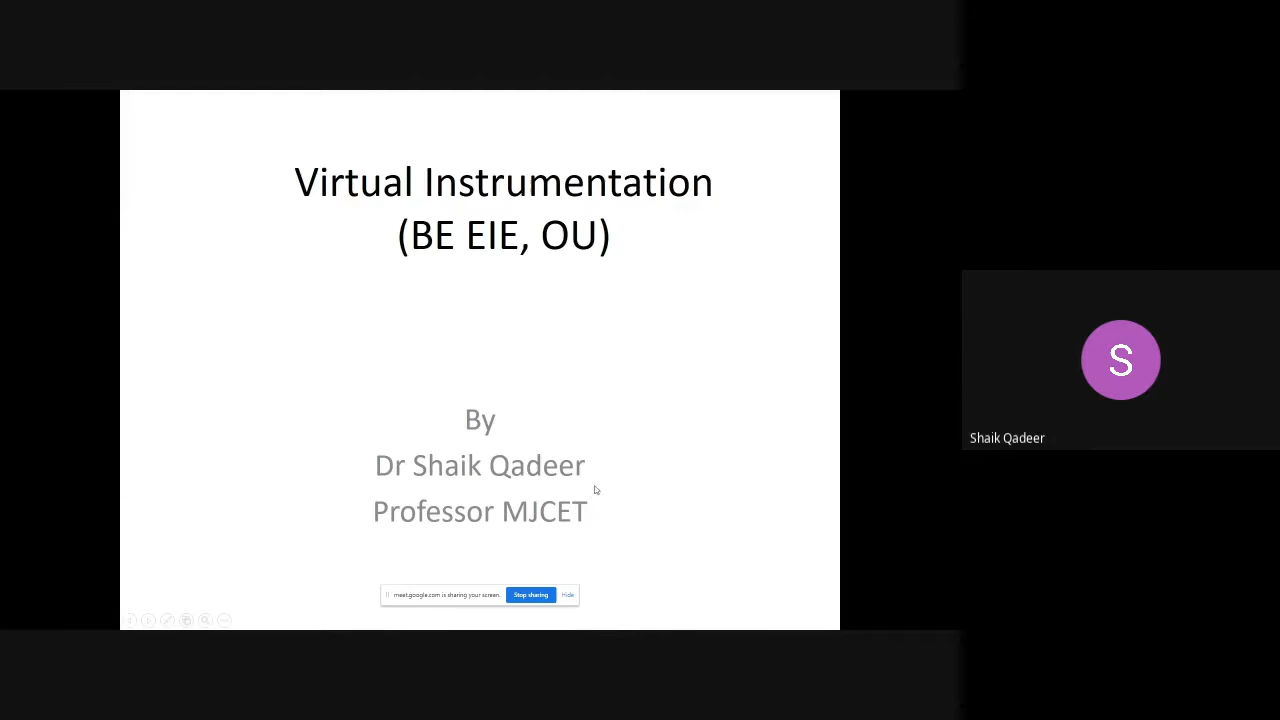 Virtual Instrumentation
(BE EIE, OU)
By
Dr Shaik Qadeer
Professor MJCET
meet.google.com is sharing your screen.
Stop sharing
Hide
S
Shaik Qadeer